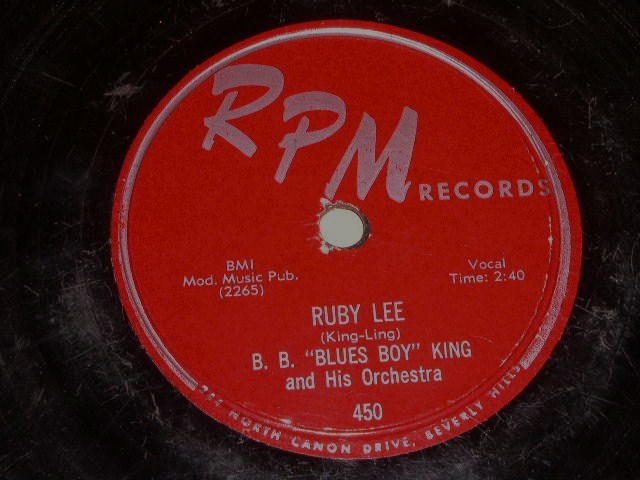 RPM RECORDS
BMI
Mod. Music Pub.
(2265)
Vocal
Time: 2:40
RUBY LEE
(King-Ling)
B. B. "BLUES BOY" KING
and His Orchestra
450
NORTH CANON DRIVE, BEVERLY HILLS